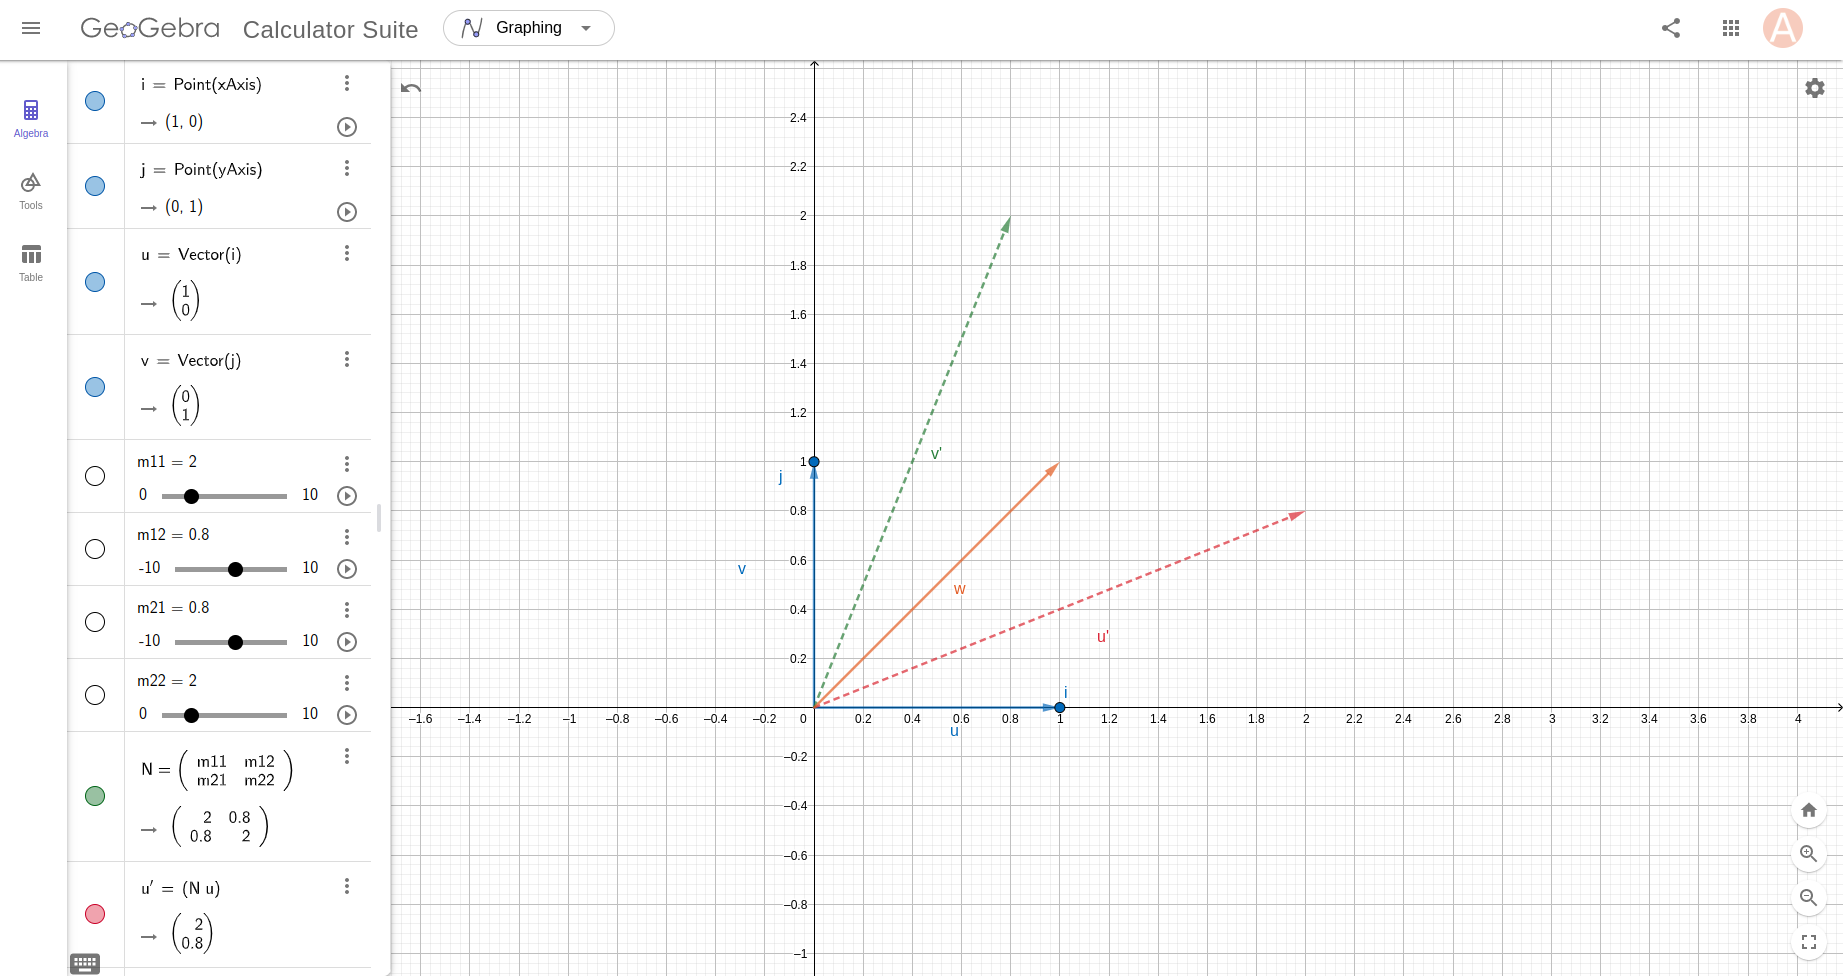 GeoGebra Calculator Suite Graphing
A
Algebra
Tools
Table
i = Point(xAxis)
→ (1, 0)
j = Point(yAxis)
→ (0, 1)
u = Vector(i)
→ (1
0)
v = Vector(j)
→ (0
1)
m11 = 2
0 10
m12 = 0.8
-10 10
m21 = 0.8
-10 10
m22 = 2
0 10
N = (m11 m12
m21 m22)
→ (2 0.8
0.8 2)
u′ = (N u)
→ (2
0.8)
2.4
2.2
2
1.8
1.6
1.4
1.2
v'
1
j
0.8
0.6
v
w
0.4
u'
0.2
i
–1.6 –1.4 –1.2 –1 –0.8 –0.6 –0.4 –0.2 0 0.2 0.4 0.6 0.8 1 1.2 1.4 1.6 1.8 2 2.2 2.4 2.6 2.8 3 3.2 3.4 3.6 3.8 4
u
–0.2
–0.4
–0.6
–0.8
–1